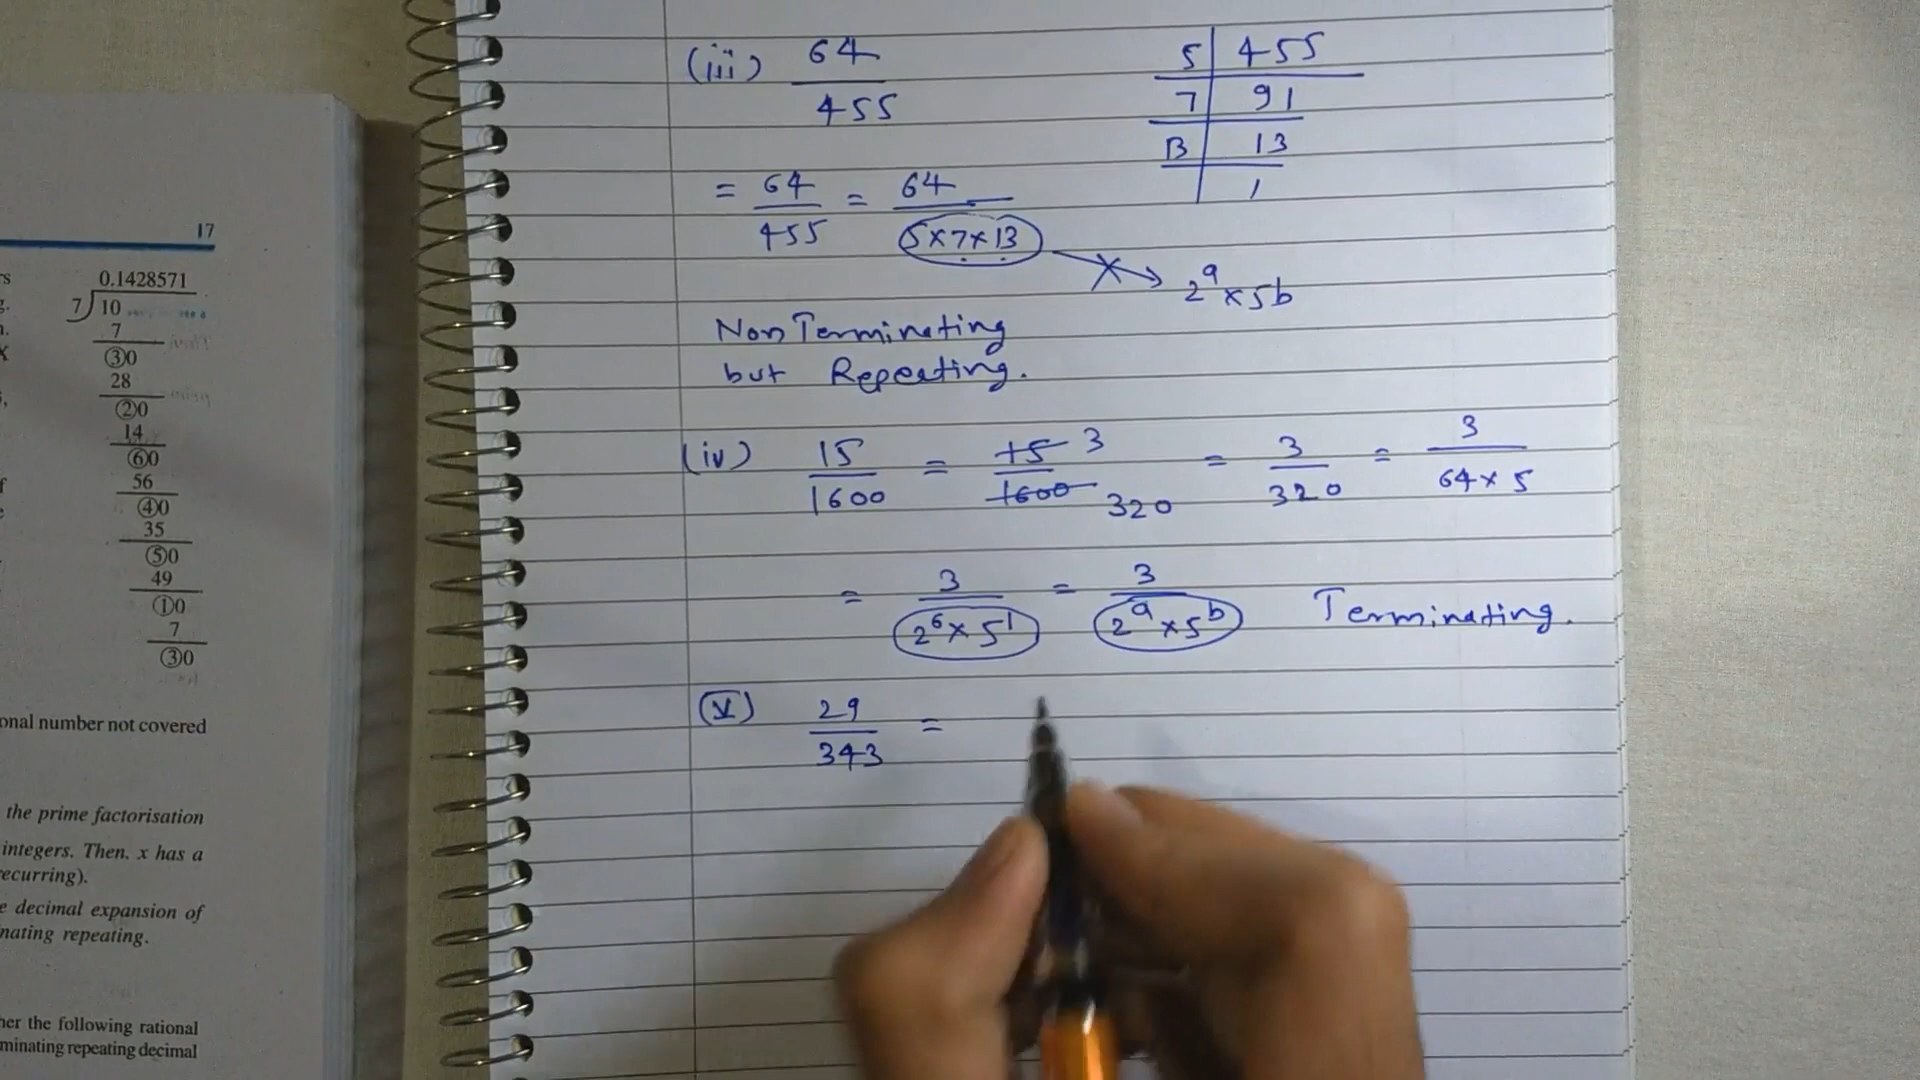 17
0.1428571
7 10
7
30
28
20
14
60
56
40
35
50
49
10
7
30
onal number not covered
the prime factorisation
integers. Then. x has a
ecurring).
e decimal expansion of
nating repeating.
her the following rational
minating repeating decimal
(iii) 64/455
5 | 455
7 | 91
13 | 13
1
= 64/455 = 64/(5×7×13)
2^a × 5b
Non Terminating
but Repeating.
(iv) 15/1600 = 15/1600 3/320 = 3/320 = 3/(64×5)
= 3/(2^6 × 5^1) = 3/(2^a × 5^b) Terminating.
(V) 29/343 =